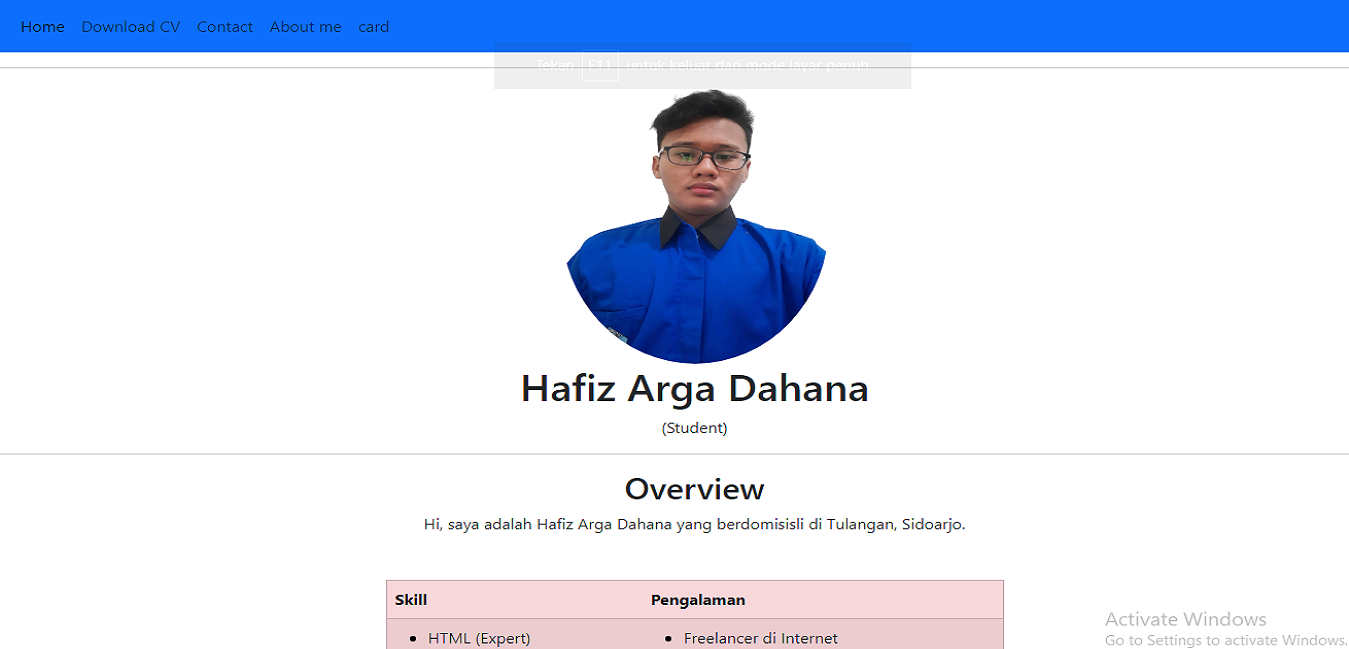 Home Download CV Contact About me card
Tekan F11 untuk keluar dari mode layar penuh
Hafiz Arga Dahana
(Student)
Overview
Hi, saya adalah Hafiz Arga Dahana yang berdomisisli di Tulangan, Sidoarjo.
Skill Pengalaman
HTML (Expert) Freelancer di Internet
Activate Windows
Go to Settings to activate Windows.